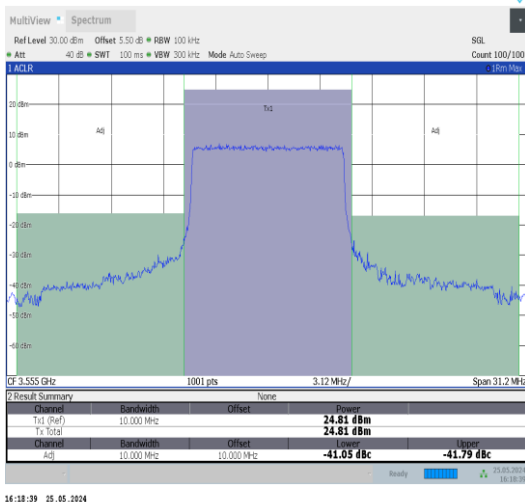 MultiView Spectrum
Ref Level 30.00 dBm Offset 5.50 dB RBW 100 kHz SGL
Att 40 dB SWT 100 ms VBW 300 kHz Mode Auto Sweep Count 100/100
1 ACLR 1Rm Max
Tx1
Adj Adj
20 dBm
10 dBm
0 dBm
-10 dBm
-20 dBm
-30 dBm
-40 dBm
-50 dBm
-60 dBm
CF 3.555 GHz 1001 pts 3.12 MHz/ Span 31.2 MHz
2 Result Summary None
Channel Bandwidth Offset Power
Tx1 (Ref) 10.000 MHz 24.81 dBm
Tx Total 24.81 dBm
Channel Bandwidth Offset Lower Upper
Adj 10.000 MHz 10.000 MHz -41.05 dBc -41.79 dBc
Ready 25.05.2024
16:18:39
16:18:39 25.05.2024